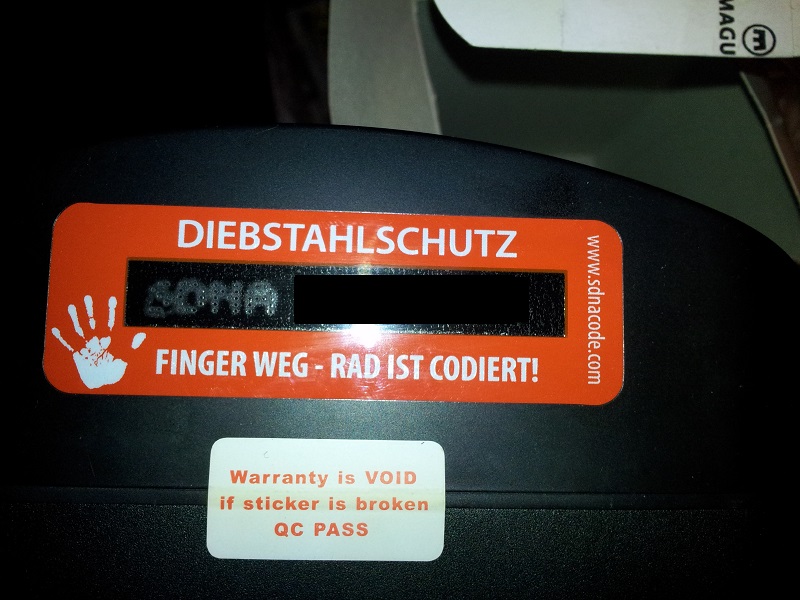 MAGU
DIEBSTAHLSCHUTZ
SDNA
www.sdnacode.com
FINGER WEG - RAD IST CODIERT!
Warranty is VOID
if sticker is broken
QC PASS